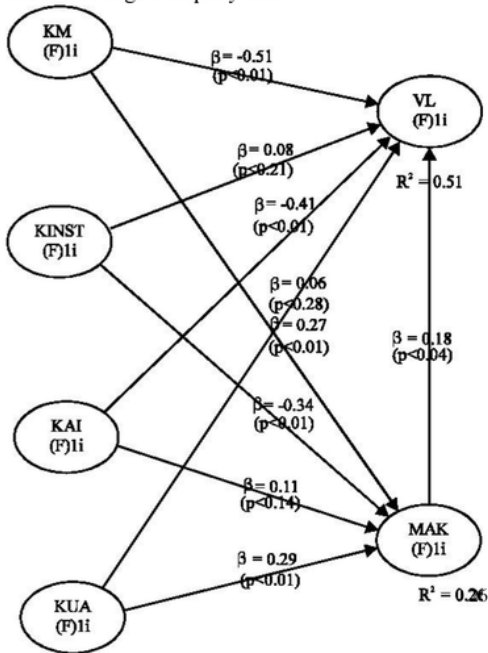 KM
(F)1i
β= -0.51
(p<0.01)
VL
(F)1i
R² = 0.51
β= 0.08
(p<0.21)
β= -0.41
(p<0.01)
KINST
(F)1i
β= 0.06
(p<0.28)
β= 0.27
(p<0.01)
β = 0.18
(p<0.04)
β= -0.34
(p<0.01)
KAI
(F)1i
β= 0.11
(p<0.14)
MAK
(F)1i
β= 0.29
(p<0.01)
R² = 0.26
KUA
(F)1i